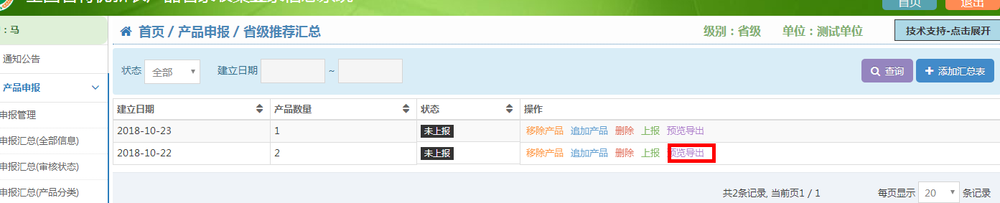 首页
退出
：马
首页 / 产品申报 / 省级推荐汇总
级别：省级
单位：测试单位
技术支持-点击展开
通知公告
产品申报
申报管理
申报汇总(全部信息)
申报汇总(审核状态)
申报汇总(产品分类)
状态 全部 建立日期 ~
查询
添加汇总表
建立日期 产品数量 状态 操作
2018-10-23 1 未上报 移除产品 追加产品 删除 上报 预览导出
2018-10-22 2 未上报 移除产品 追加产品 删除 上报 预览导出
共2条记录, 当前页1 / 1
每页显示 20 条记录